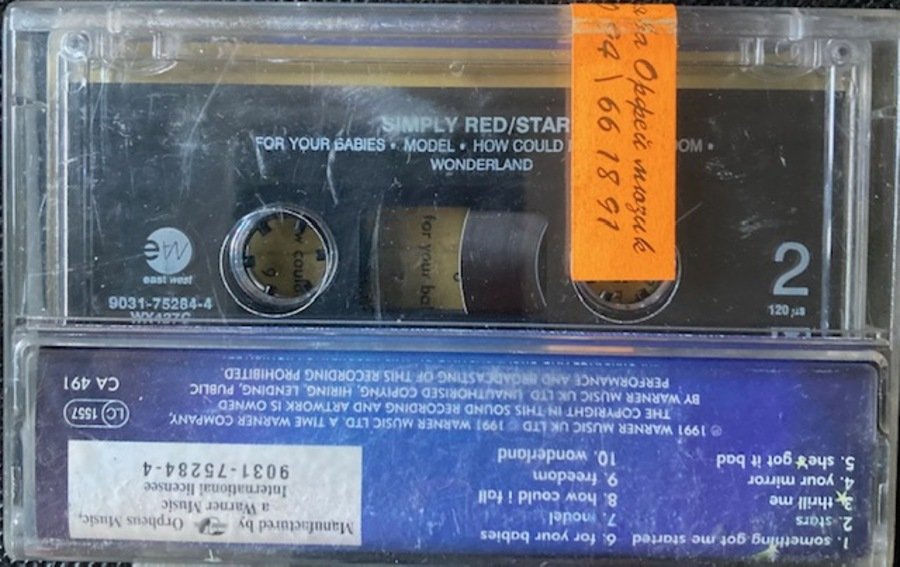 SIMPLY RED/STAR
FOR YOUR BABIES • MODEL • HOW COULD
WONDERLAND
east west
9031-75284-4
WX427C
2
for your ba
w could
Орфей мюзик
64 \ 66 18 91
1. something got me started
2. stars
3. thrill me
4. your mirror
5. she's got it bad
6. for your babies
7. model
8. how could i fall
9. freedom
10. wonderland
Manufactured by Orpheus Music,
a Warner Music
International licensee
9031-75284-4
℗ 1991 WARNER MUSIC UK LTD © 1991 WARNER MUSIC UK LTD. A TIME WARNER COMPANY.
THE COPYRIGHT IN THIS SOUND RECORDING AND ARTWORK IS OWNED
BY WARNER MUSIC UK LTD. UNAUTHORISED COPYING, HIRING, LENDING, PUBLIC
PERFORMANCE AND BROADCASTING OF THIS RECORDING PROHIBITED.
LC 1557
CA 491